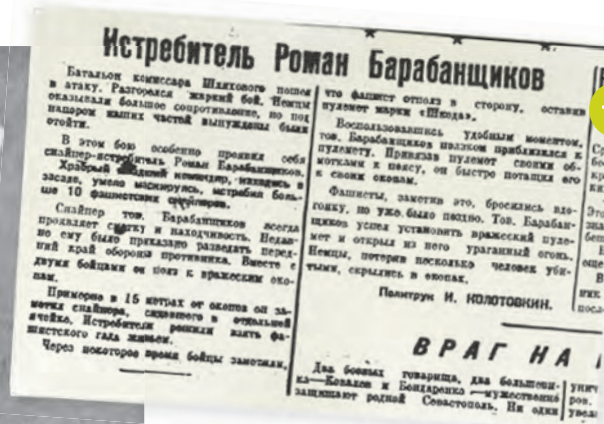 Истребитель Роман Барабанщиков
Батальон комиссара Шляхового пошел
в атаку. Разгорелся жаркий бой. Немцы
оказывали большое сопротивление, но под
напором наших частей вынуждены были
отойти.
В этом бою особенно проявил себя
снайпер-истребитель Роман Барабанщиков.
Храбрый командир, находясь в
засаде, умело маскируясь, истребил боль-
ше 10 фашистских
Снайпер тов. Барабанщиков всегда
проявляет сметку и находчивость. Недав-
но ему было приказано разведать перед-
ний край обороны противника. Вместе с
двумя бойцами он полз к вражеским око-
пам.
Примерно в 15 метрах от окопов он за-
метил снайпера, сидевшего в отдельной
ячейке. Истребители решили взять фа-
шистского гада живьем.
Через некоторое время бойцы заметили,
что фашист отполз в сторону, оставив
пулемет марки «Шкода».
Воспользовавшись удобным моментом,
тов. Барабанщиков ползком приблизился к
пулемету. Привязав пулемет своими об-
мотками к поясу, он быстро потащил его
к своим окопам.
Фашисты, заметив это, бросились вдо-
гонку, но уже было поздно. Тов. Барабан-
щиков успел установить вражеский пуле-
мет и открыл из него ураганный огонь.
Немцы, потеряв несколько человек уби-
тыми, скрылись в окопах.
Политрук И. КОЛОТОВКИН.
ВРАГ НА
Два боевых товарища, два большеви-
ка—Ковалев и Бондаренко—мужественно
защищают родной Севастополь. Ни один